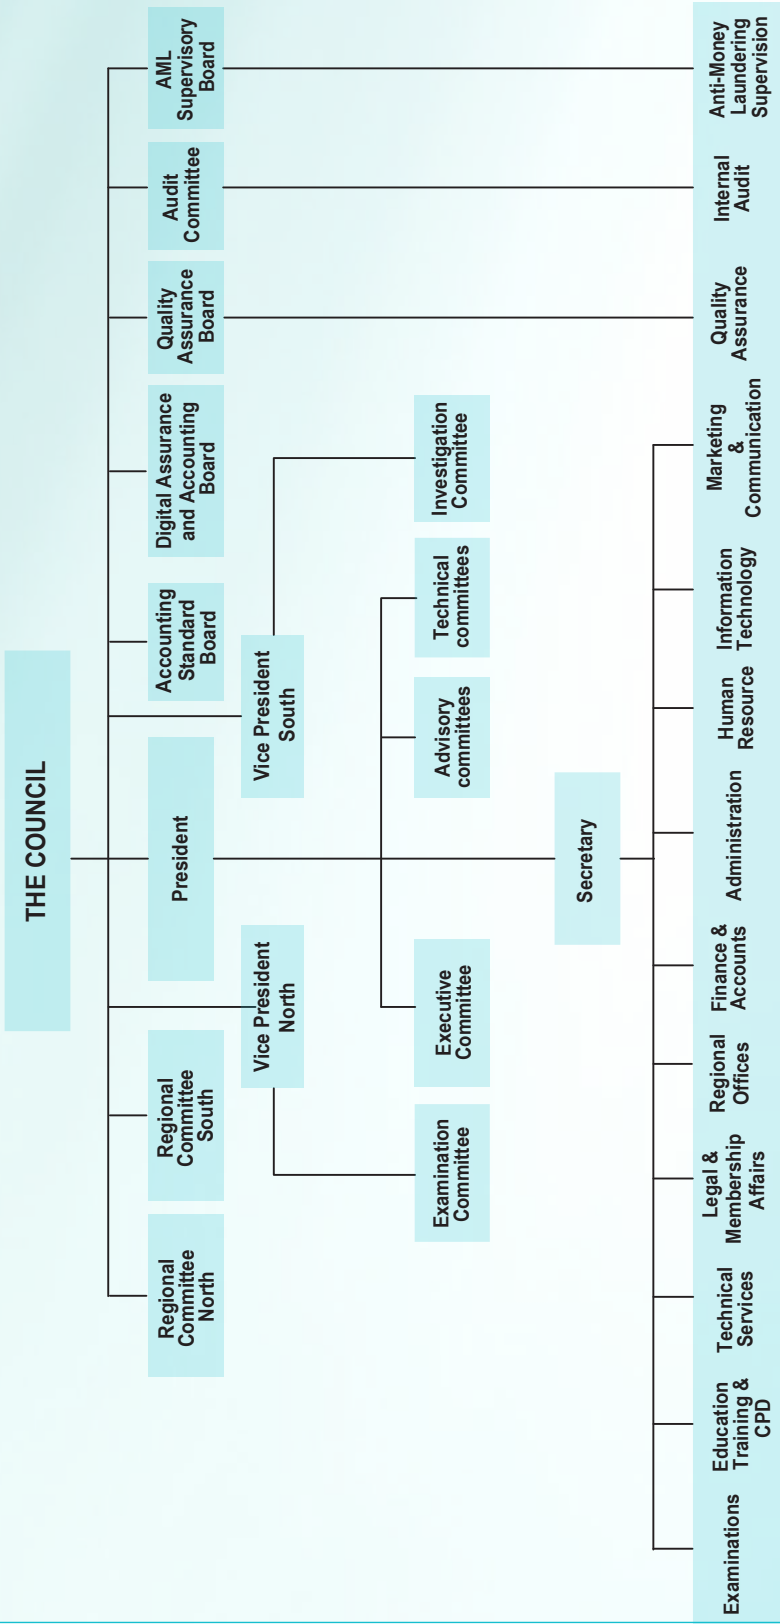 THE COUNCIL
Regional
Committee
North
Regional
Committee
South
President
Accounting
Standard
Board
Digital Assurance
and Accounting
Board
Quality
Assurance
Board
Audit
Committee
AML
Supervisory
Board
Vice President
North
Vice President
South
Examination
Committee
Executive
Committee
Advisory
committees
Technical
committees
Investigation
Committee
Secretary
Examinations
Education
Training &
CPD
Technical
Services
Legal &
Membership
Affairs
Regional
Offices
Finance &
Accounts
Administration
Human
Resource
Information
Technology
Marketing
&
Communication
Quality
Assurance
Internal
Audit
Anti-Money
Laundering
Supervision